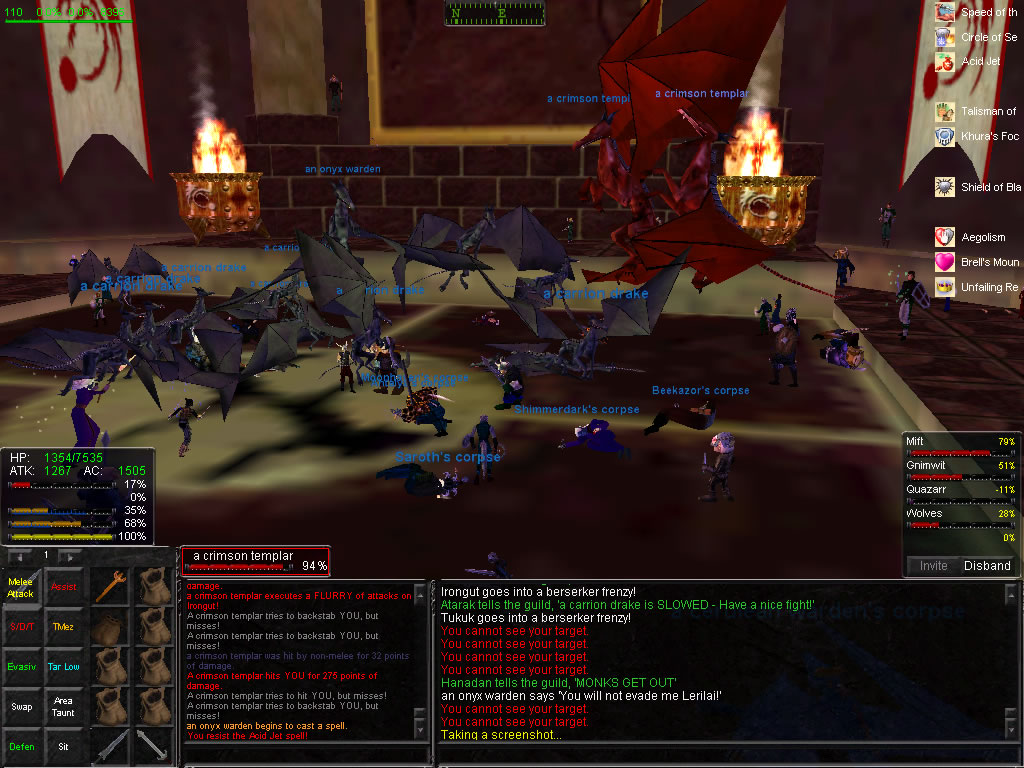 110
N E
Speed of th
Circle of Se
Acid Jet
Talisman of
Khura's Foc
Shield of Bla
Aegolism
Brell's Moun
Unfailing Re
a crimson templ
a crimson templar
an onyx warden
a carrio
a carrion drake
a carrion drake
a carrion drake
a carrion drake
Beekazor's corpse
Shimmerdark's corpse
Saroth's corpse
HP: 1354/7535
ATK: 1267 AC: 1505
17%
0%
35%
68%
100%
Mift 79%
Gnimwit 51%
Quazarr -11%
Wolves 28%
0%
Invite Disband
1
Melee Attack
Assist
S/D/T
TMez
Evasiv
Tar Low
Swap
Area Taunt
Defen
Sit
a crimson templar
94%
damage.
a crimson templar executes a FLURRY of attacks on
Irongut!
A crimson templar tries to backstab YOU, but
misses!
A crimson templar tries to backstab YOU, but
misses!
a crimson templar was hit by non-melee for 32 points
of damage.
A crimson templar hits YOU for 275 points of
damage.
A crimson templar tries to hit YOU, but misses!
A crimson templar tries to backstab YOU, but
misses!
an onyx warden begins to cast a spell.
You resist the Acid Jet spell!
Irongut goes into a berserker frenzy!
Atarak tells the guild, 'a carrion drake is SLOWED - Have a nice fight!'
Tukuk goes into a berserker frenzy!
You cannot see your target.
You cannot see your target.
You cannot see your target.
You cannot see your target.
Hanadan tells the guild, 'MONKS GET OUT'
an onyx warden says 'You will not evade me Lerilai!'
You cannot see your target.
You cannot see your target.
Taking a screenshot...